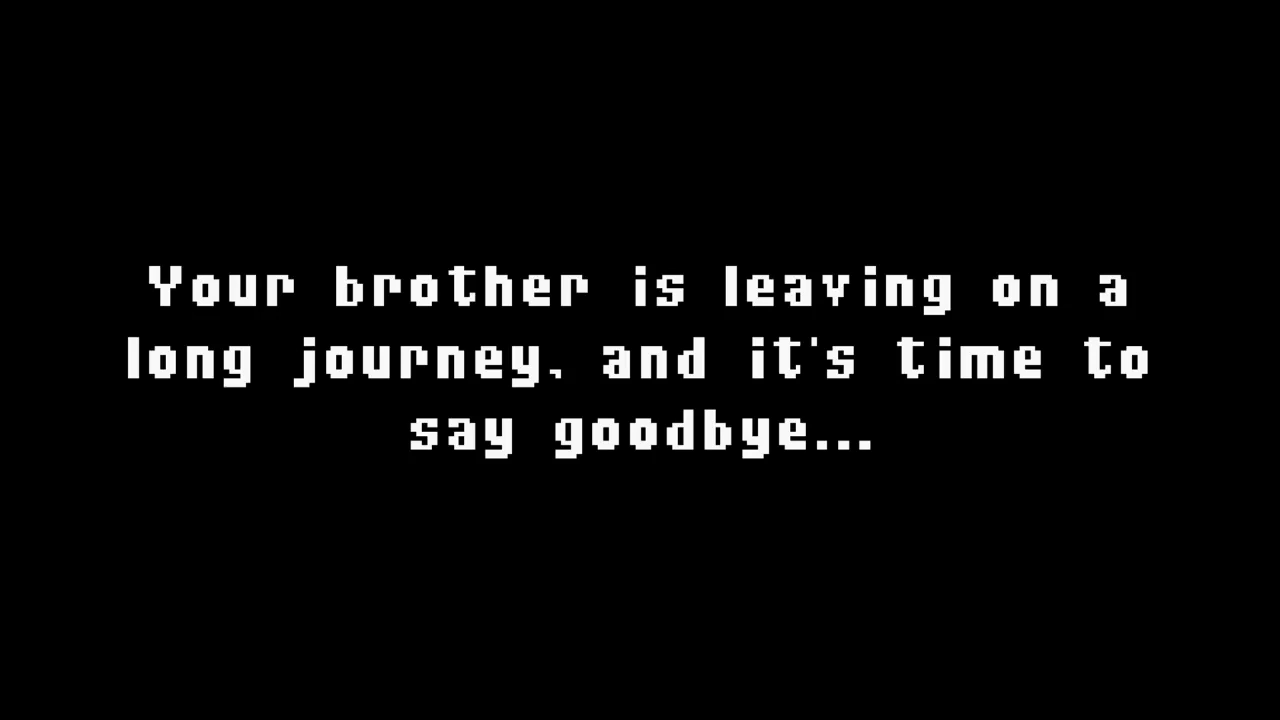 Your brother is leaving on a
long journey, and it's time to
say goodbye...